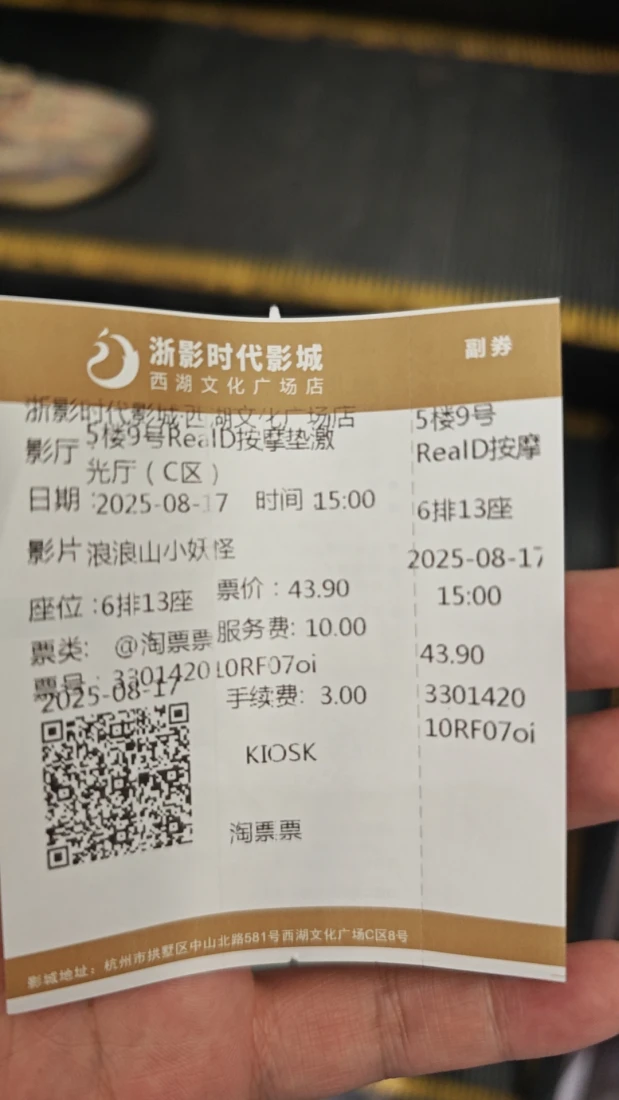 浙影时代影城
西湖文化广场店
副券
浙影时代影城西湖文化广场店
影厅 5楼9号RealD按摩垫激
光厅（C区）
日期：2025-08-17 时间 15:00
影片 浪浪山小妖怪
座位：6排13座 票价：43.90
票类： @淘票票 服务费：10.00
票号：330142010RF07oi
2025-08-17 手续费：3.00
KIOSK
淘票票
5楼9号
RealD按摩
6排13座
2025-08-17
15:00
43.90
3301420
10RF07oi
影城地址：杭州市拱墅区中山北路581号西湖文化广场C区8号